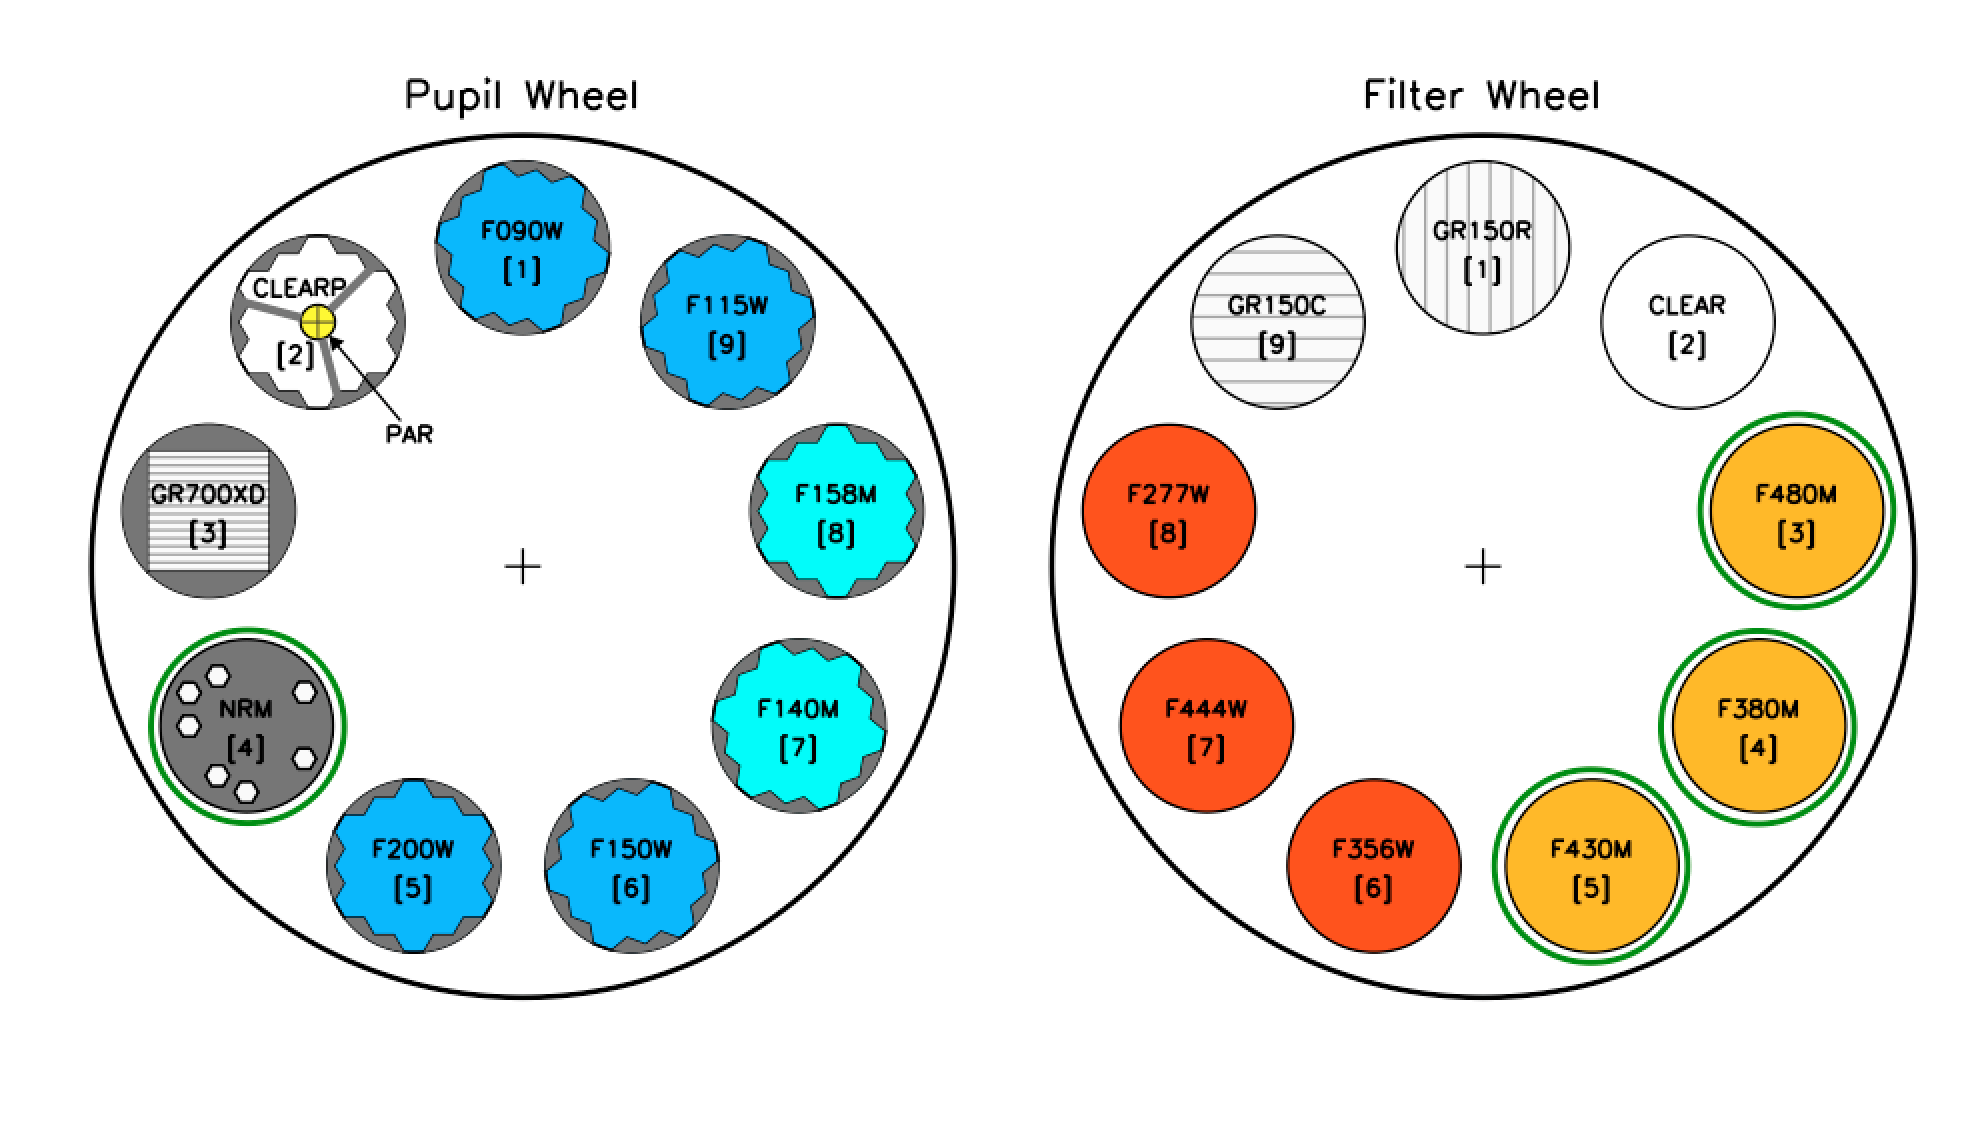 Pupil Wheel
F090W
[1]
F115W
[9]
F158M
[8]
F140M
[7]
F150W
[6]
F200W
[5]
NRM
[4]
GR700XD
[3]
CLEARP
[2]
PAR
Filter Wheel
GR150R
[1]
CLEAR
[2]
F480M
[3]
F380M
[4]
F430M
[5]
F356W
[6]
F444W
[7]
F277W
[8]
GR150C
[9]